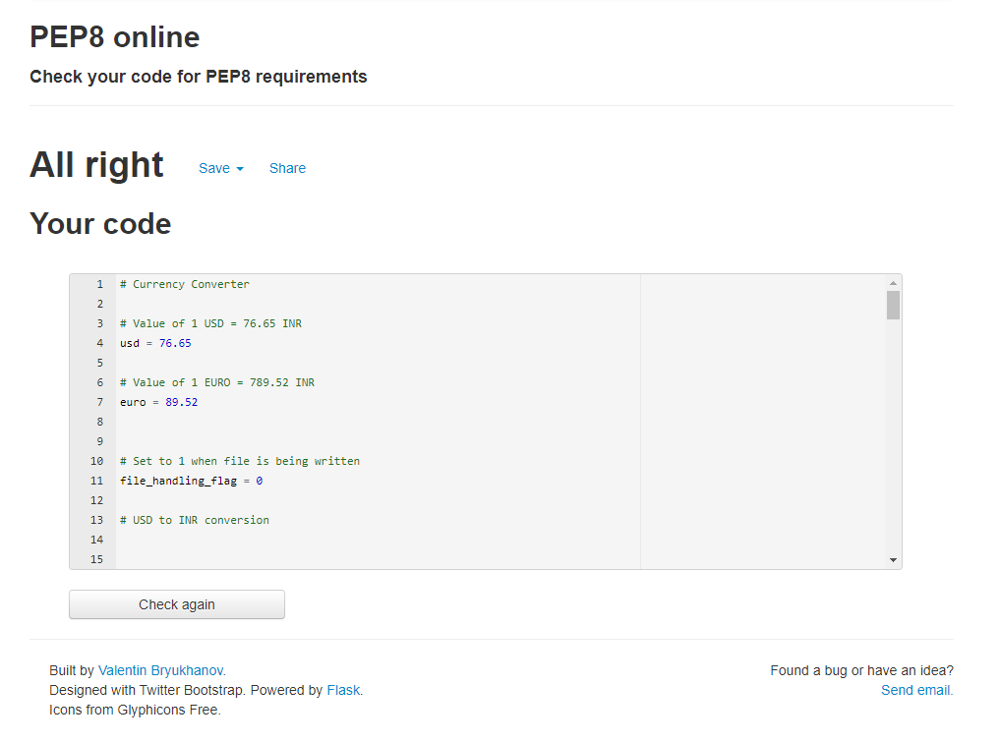 PEP8 online
Check your code for PEP8 requirements
All right Save Share
Your code
1 # Currency Converter
2
3 # Value of 1 USD = 76.65 INR
4 usd = 76.65
5
6 # Value of 1 EURO = 789.52 INR
7 euro = 89.52
8
9
10 # Set to 1 when file is being written
11 file_handling_flag = 0
12
13 # USD to INR conversion
14
15
Check again
Built by Valentin Bryukhanov. Found a bug or have an idea?
Designed with Twitter Bootstrap. Powered by Flask. Send email.
Icons from Glyphicons Free.